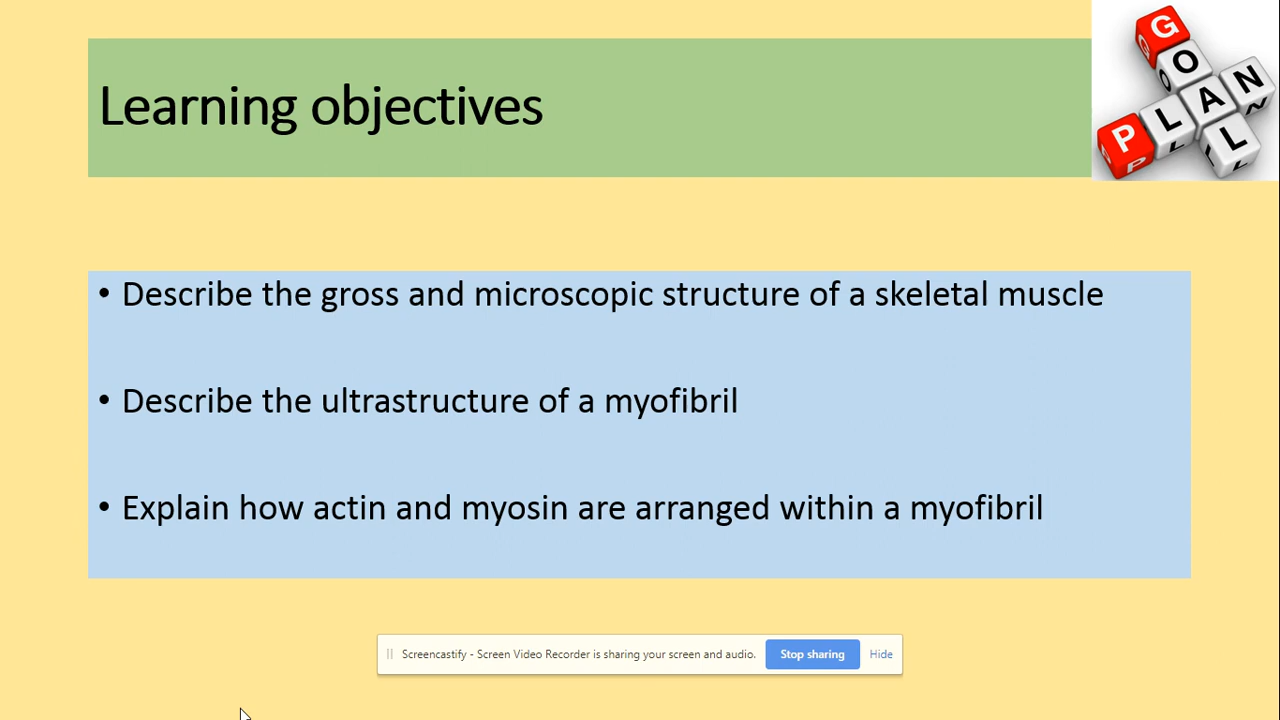 Learning objectives
GOAL
PLAN
• Describe the gross and microscopic structure of a skeletal muscle
• Describe the ultrastructure of a myofibril
• Explain how actin and myosin are arranged within a myofibril
Screencastify - Screen Video Recorder is sharing your screen and audio. Stop sharing Hide